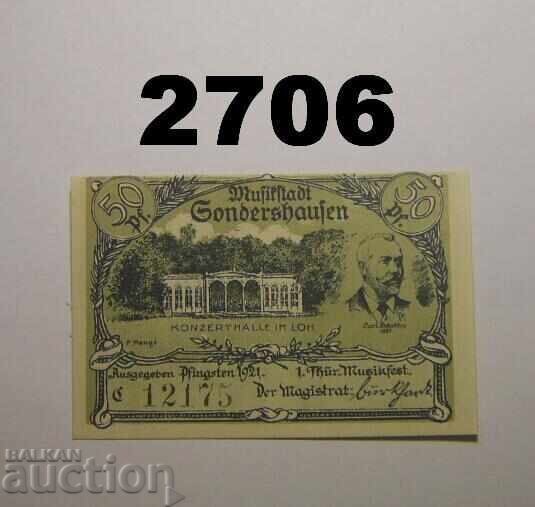 2706
50 Pf. Musikstadt 50 Pf.
Sondershausen
KONZERTHALLE IM LOH
Ausgegeben Pfingsten 1921. 1. Thür. Musikfest.
C 12175 Der Magistrat: Burkhardt
BALKAN
auction